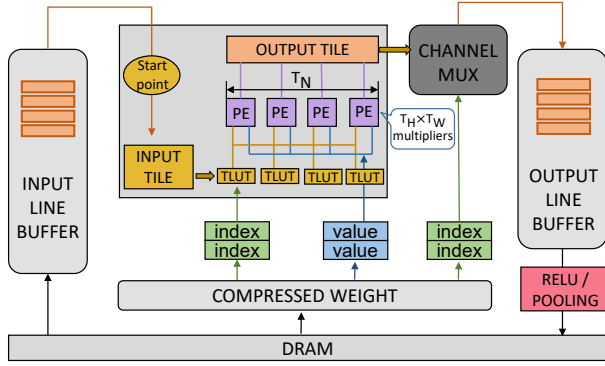 INPUT
LINE
BUFFER
Start
point
INPUT
TILE
OUTPUT TILE
T_N
PE
PE
PE
PE
T_H×T_W
multipliers
TLUT
TLUT
TLUT
TLUT
CHANNEL
MUX
OUTPUT
LINE
BUFFER
index
index
value
value
index
index
COMPRESSED WEIGHT
RELU /
POOLING
DRAM